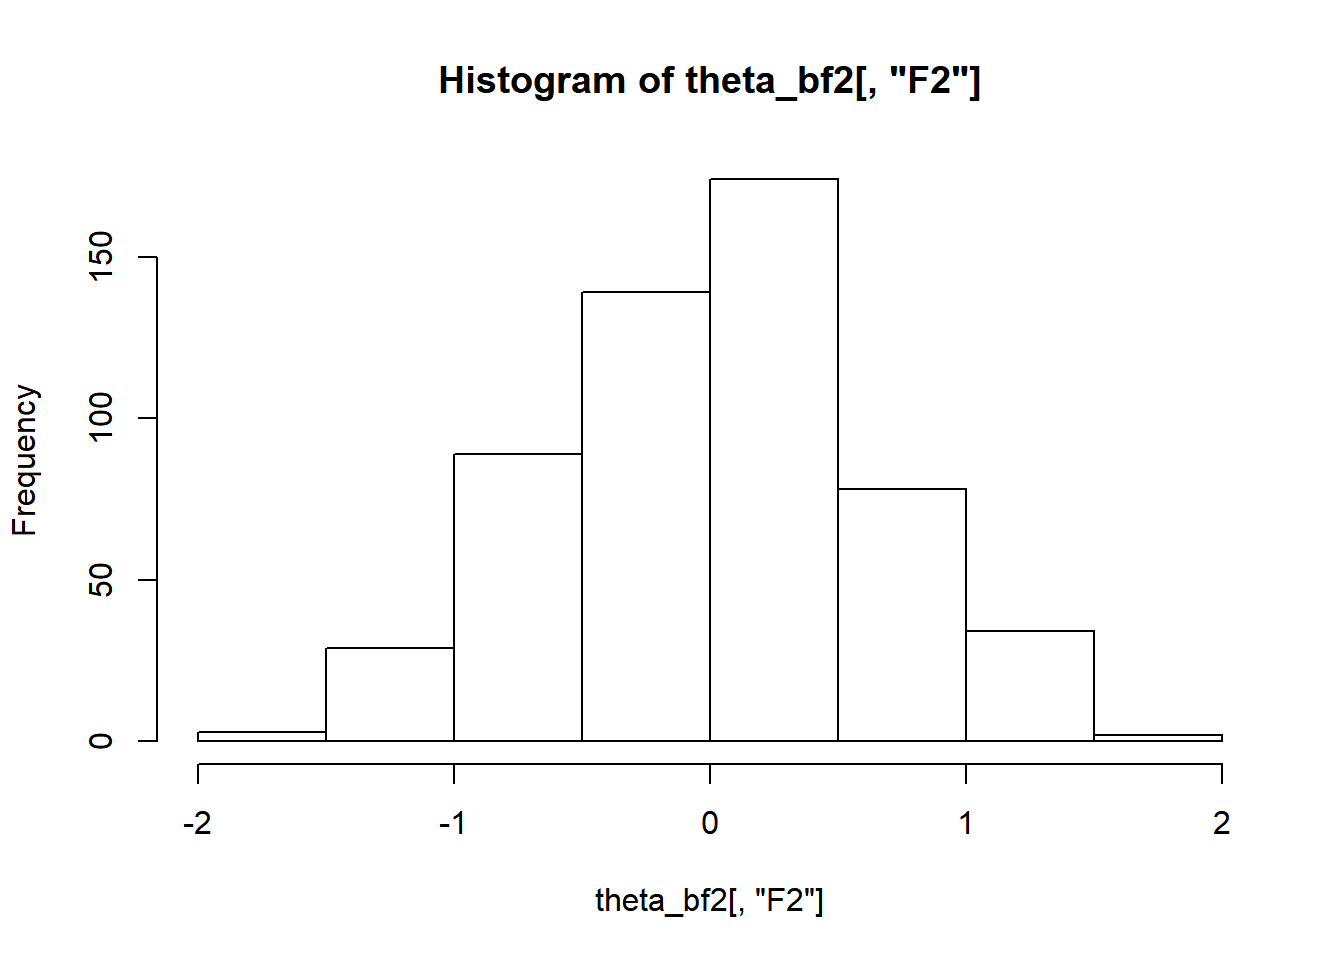 Histogram of theta_bf2[, "F2"]
Frequency
150
100
50
0
-2 -1 0 1 2
theta_bf2[, "F2"]